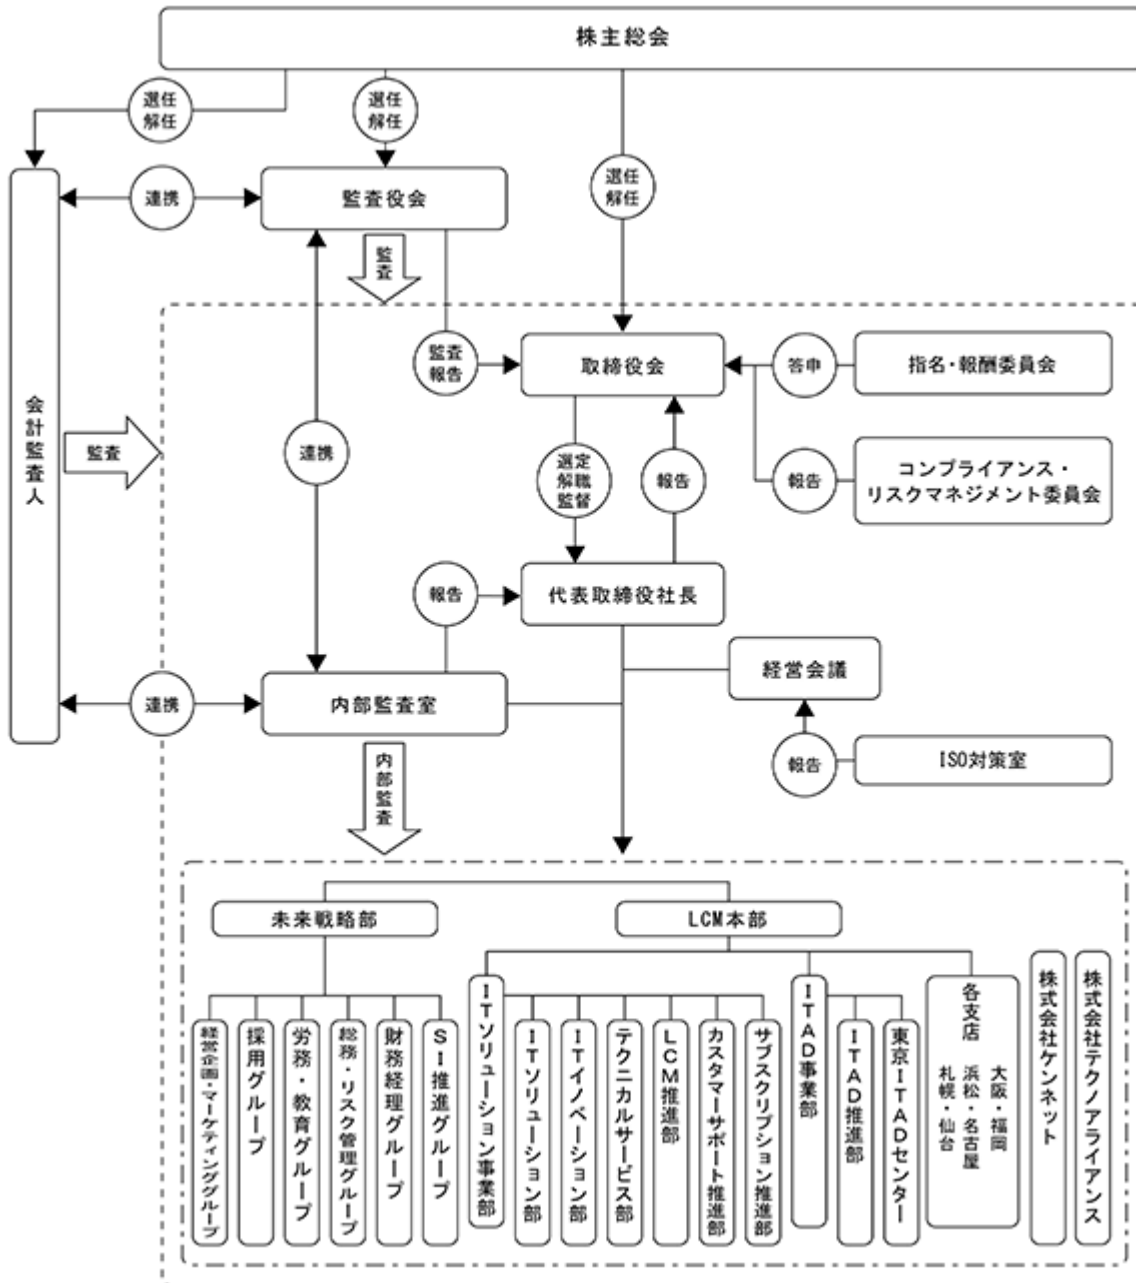 株主総会
選任
解任
選任
解任
選任
解任
連携
監査役会
監査
監査
報告
取締役会
答申
指名・報酬委員会
会計監査人
監査
連携
選定
解職
監督
報告
報告
コンプライアンス・
リスクマネジメント委員会
報告
代表取締役社長
経営会議
連携
内部監査室
内部監査
報告
ISO対策室
未来戦略部
LCM本部
経営企画・マーケティンググループ
採用グループ
労務・教育グループ
総務・リスク管理グループ
財務経理グループ
SI推進グループ
ITソリューション事業部
ITソリューション部
ITイノベーション部
テクニカルサービス部
LCM推進部
カスタマーサポート推進部
サブスクリプション推進部
ITAD事業部
ITAD推進部
東京ITADセンター
各支店
札幌・仙台
浜松・名古屋
大阪・福岡
株式会社ケンネット
株式会社テクノアライアンス